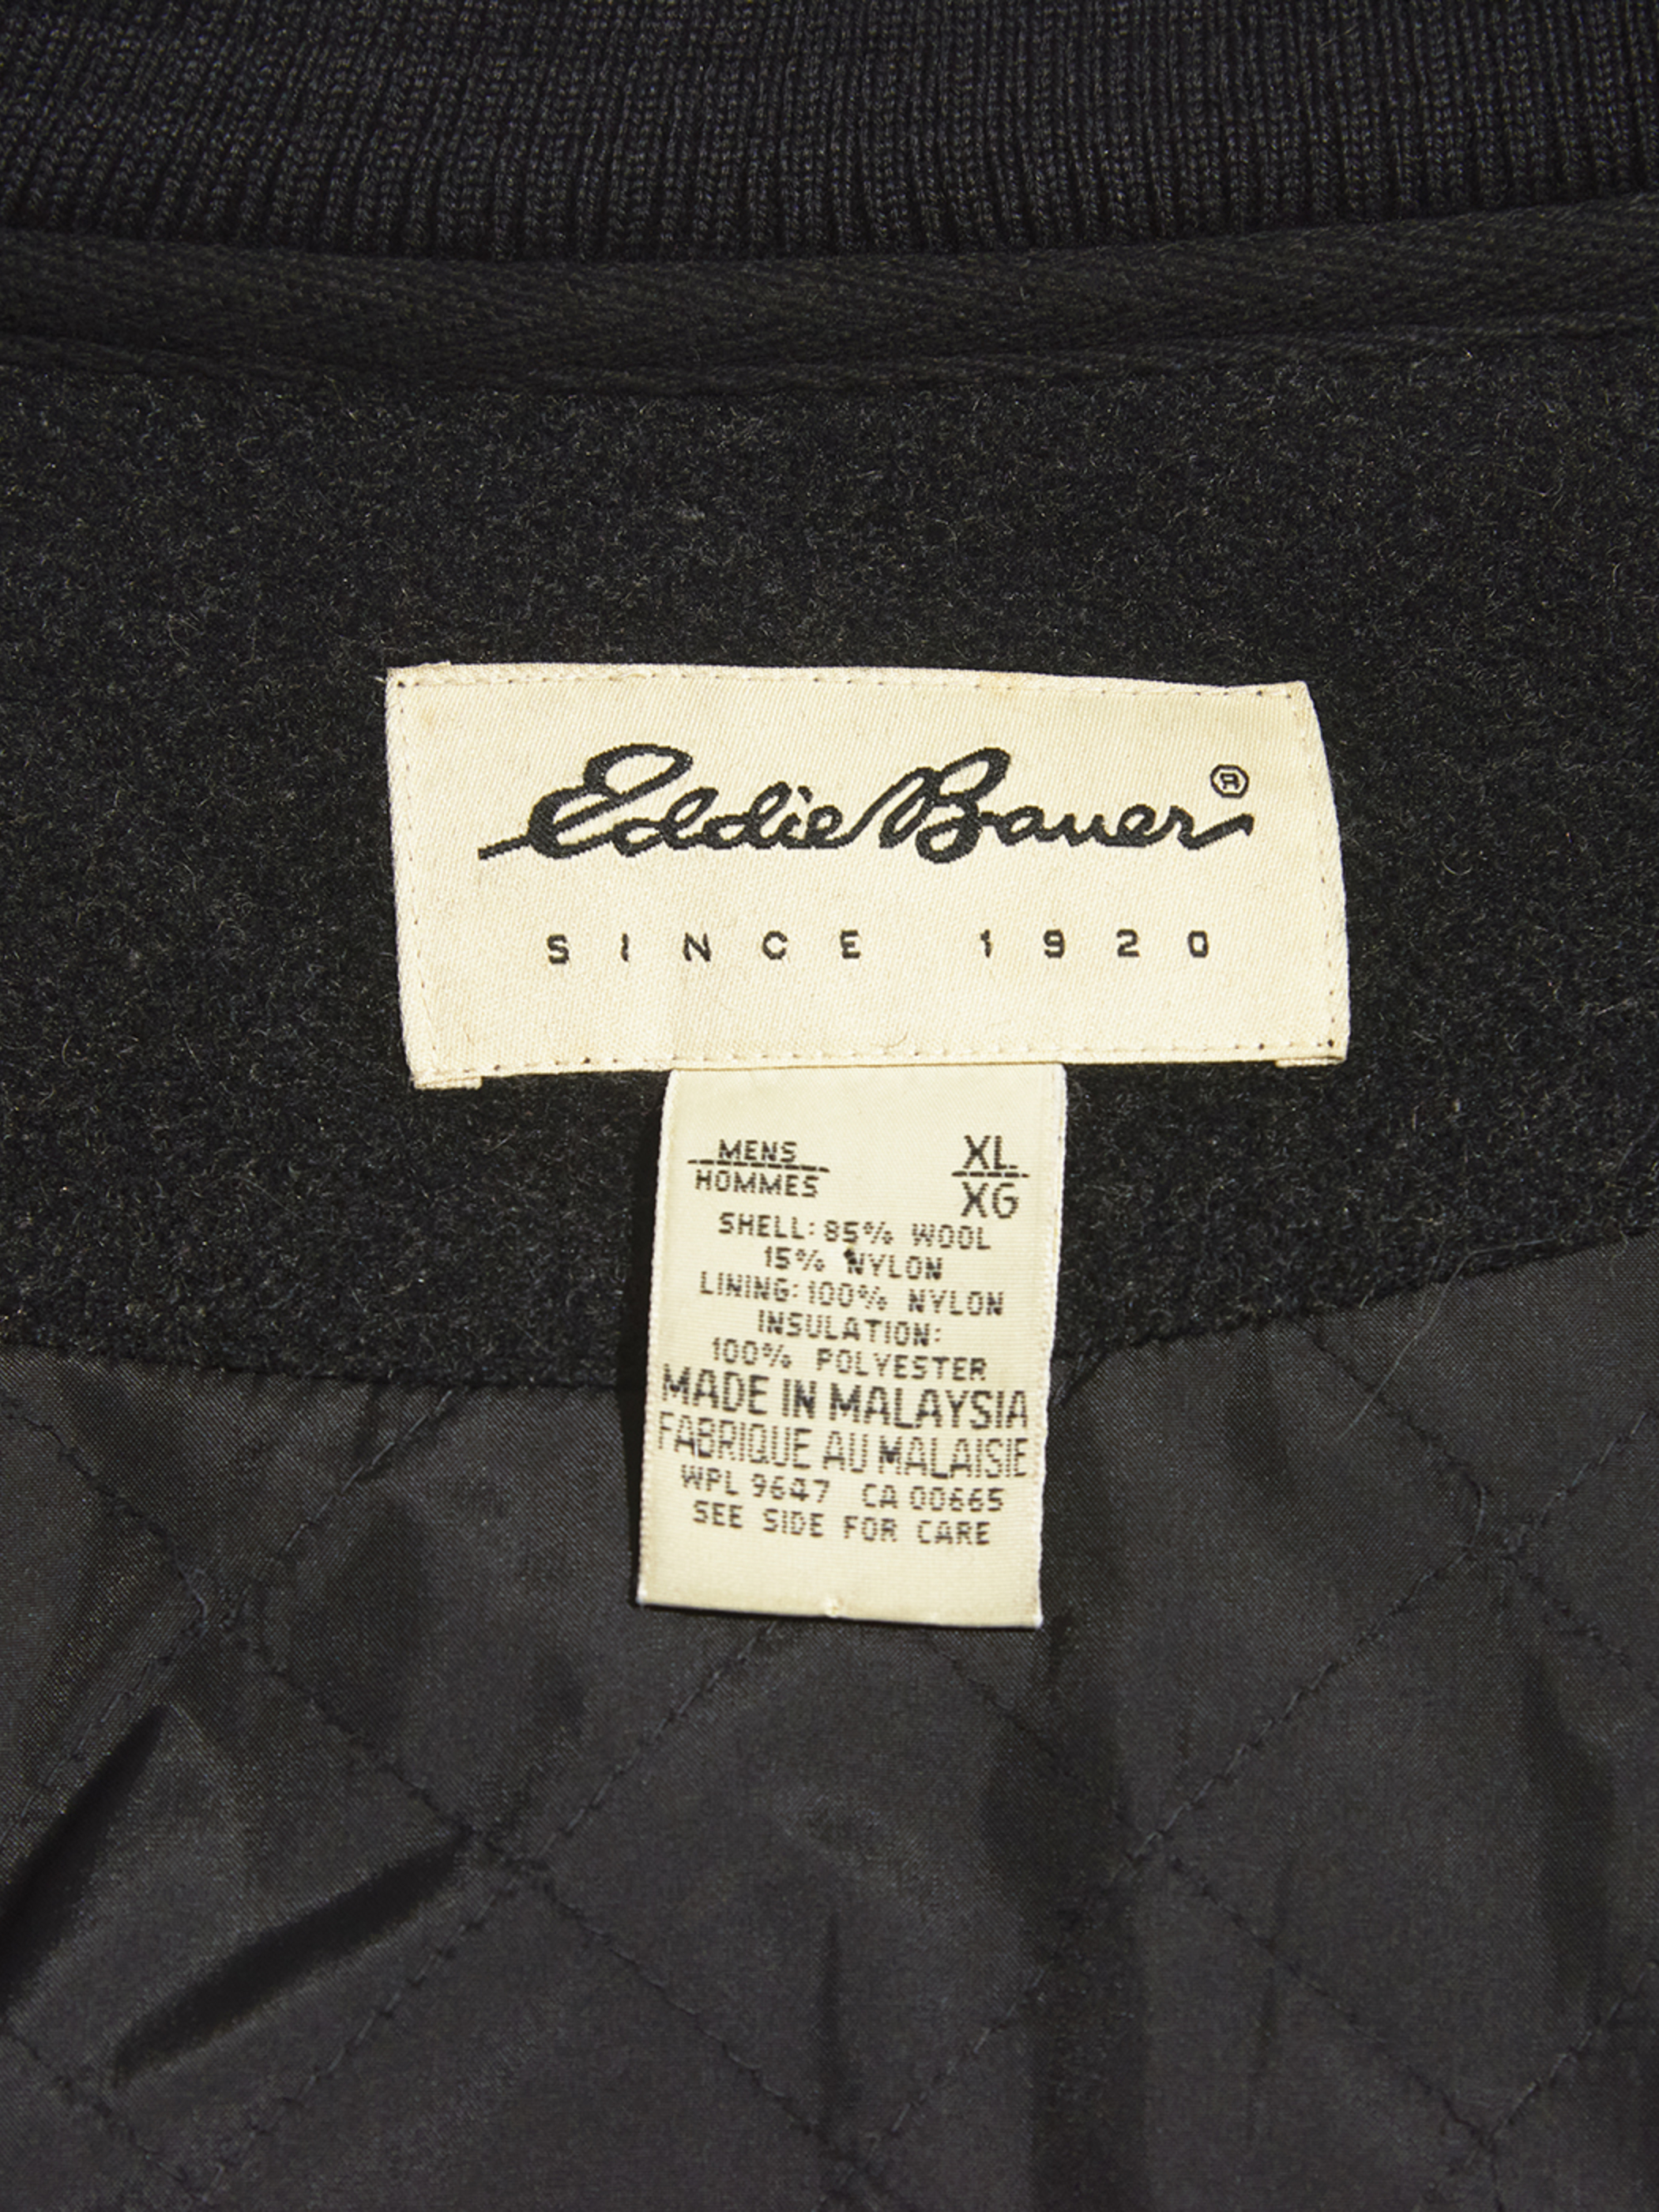 Eddie Bauer®
SINCE 1920
MENS XL
HOMMES XG
SHELL: 85% WOOL
15% NYLON
LINING: 100% NYLON
INSULATION:
100% POLYESTER
MADE IN MALAYSIA
FABRIQUE AU MALAISIE
WPL 9647 CA 00665
SEE SIDE FOR CARE